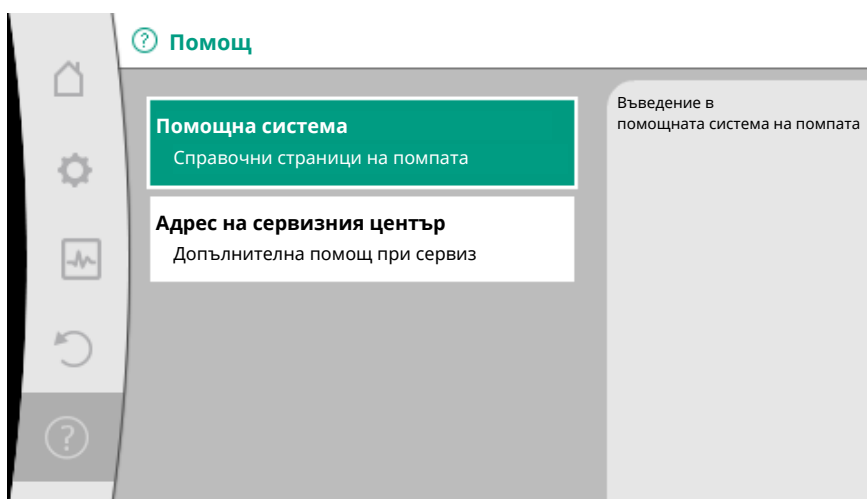 Помощ
Помощна система
Справочни страници на помпата
Адрес на сервизния център
Допълнителна помощ при сервиз
Въведение в
помощната система на помпата